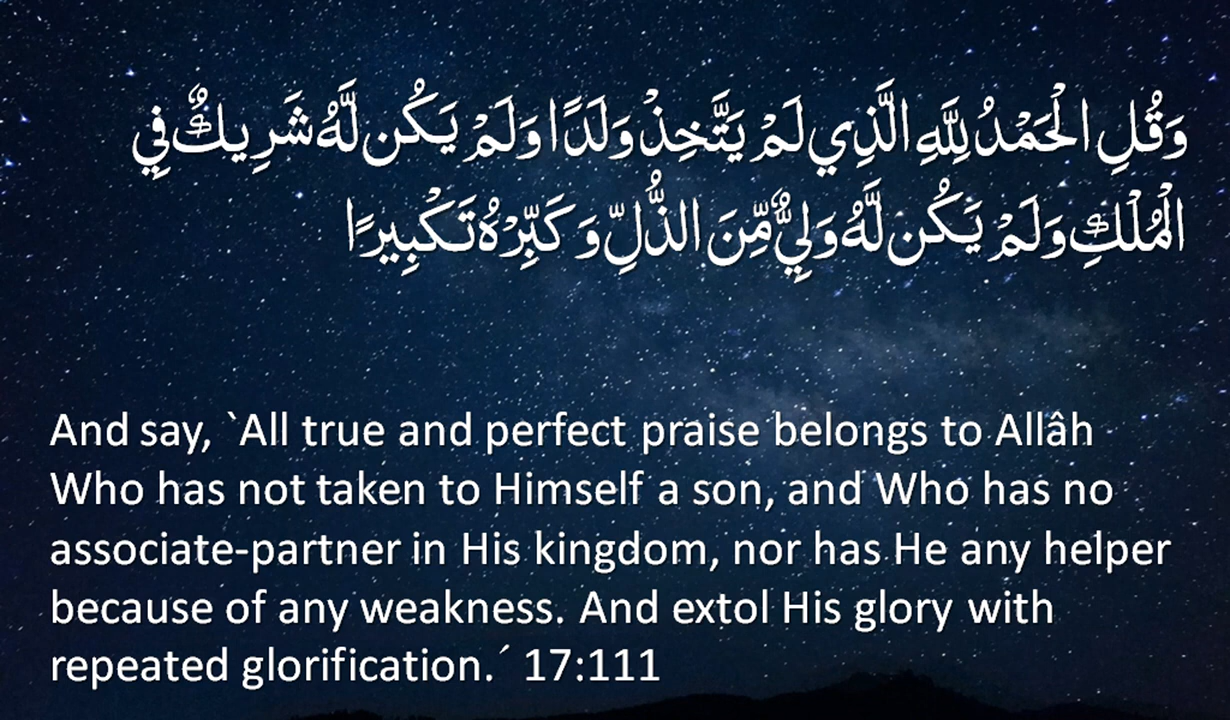 وَقُلِ الْحَمْدُ لِلَّهِ الَّذِي لَمْ يَتَّخِذْ وَلَدًا وَلَمْ يَكُن لَّهُ شَرِيكٌ فِي
الْمُلْكِ وَلَمْ يَكُن لَّهُ وَلِيٌّ مِّنَ الذُّلِّ وَكَبِّرْهُ تَكْبِيرًا
And say, `All true and perfect praise belongs to Allâh
Who has not taken to Himself a son, and Who has no
associate-partner in His kingdom, nor has He any helper
because of any weakness. And extol His glory with
repeated glorification.´ 17:111